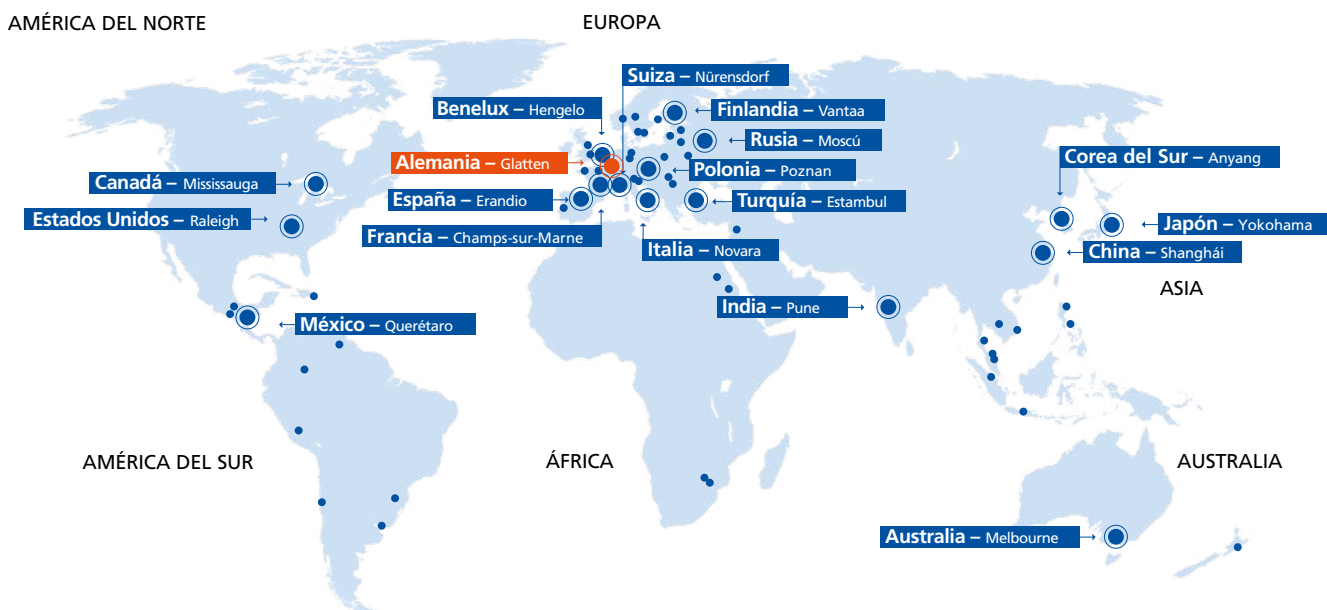 AMÉRICA DEL NORTE
EUROPA
Suiza – Nürensdorf
Benelux – Hengelo
Finlandia – Vantaa
Rusia – Moscú
Alemania – Glatten
Polonia – Poznan
Corea del Sur – Anyang
Canadá – Mississauga
España – Erandio
Turquía – Estambul
Estados Unidos – Raleigh
Japón – Yokohama
Francia – Champs-sur-Marne
Italia – Novara
China – Shanghái
ASIA
India – Pune
México – Querétaro
AMÉRICA DEL SUR
ÁFRICA
AUSTRALIA
Australia – Melbourne